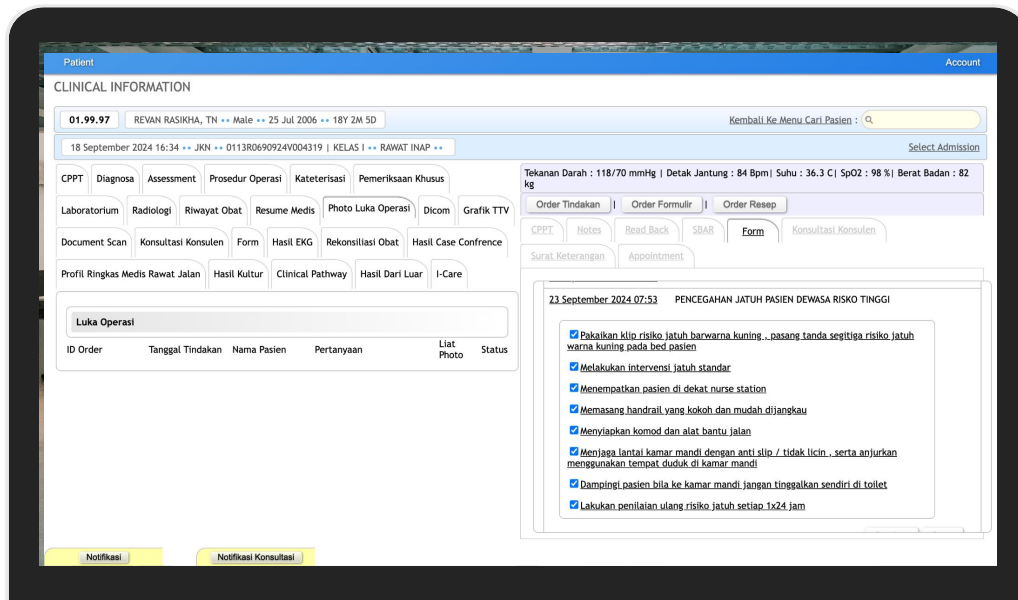 Patient Account
CLINICAL INFORMATION
01.99.97 REVAN RASIKHA, TN •• Male •• 25 Jul 2006 •• 18Y 2M 5D Kembali Ke Menu Cari Pasien :
18 September 2024 16:34 •• JKN •• 0113R0690924V004319 | KELAS I •• RAWAT INAP •• Select Admission
CPPT Diagnosa Assessment Prosedur Operasi Kateterisasi Pemeriksaan Khusus
Laboratorium Radiologi Riwayat Obat Resume Medis Photo Luka Operasi Dicom Grafik TTV
Document Scan Konsultasi Konsulen Form Hasil EKG Rekonsiliasi Obat Hasil Case Confrence
Profil Ringkas Medis Rawat Jalan Hasil Kultur Clinical Pathway Hasil Dari Luar I-Care
Luka Operasi
ID Order Tanggal Tindakan Nama Pasien Pertanyaan Liat Photo Status
Tekanan Darah : 118/70 mmHg | Detak Jantung : 84 Bpm| Suhu : 36.3 C| SpO2 : 98 %| Berat Badan : 82
kg
Order Tindakan | Order Formulir | Order Resep
CPPT Notes Read Back SBAR Form Konsultasi Konsulen
Surat Keterangan Appointment
23 September 2024 07:53 PENCEGAHAN JATUH PASIEN DEWASA RISKO TINGGI
Pakaikan klip risiko jatuh barwarna kuning , pasang tanda segitiga risiko jatuh
warna kuning pada bed pasien
Melakukan intervensi jatuh standar
Menempatkan pasien di dekat nurse station
Memasang handrail yang kokoh dan mudah dijangkau
Menyiapkan komod dan alat bantu jalan
Menjaga lantai kamar mandi dengan anti slip / tidak licin , serta anjurkan
menggunakan tempat duduk di kamar mandi
Dampingi pasien bila ke kamar mandi jangan tinggalkan sendiri di toilet
Lakukan penilaian ulang risiko jatuh setiap 1x24 jam
Notifikasi Notifikasi Konsultasi